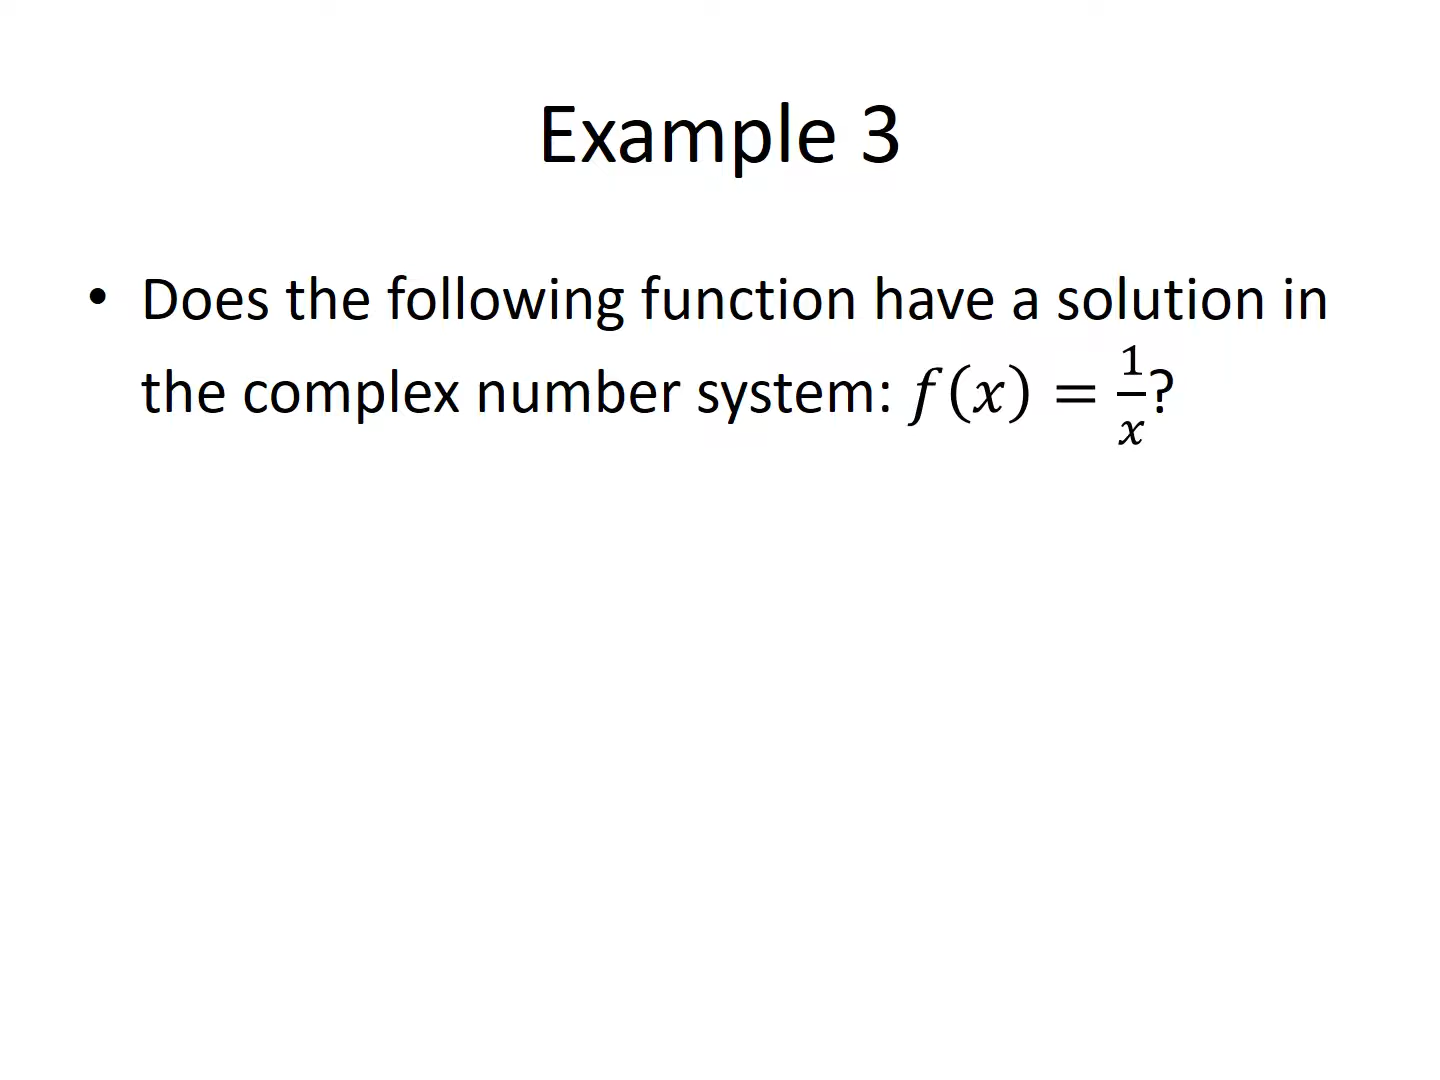 Example 3
• Does the following function have a solution in
the complex number system: f(x) = 1/x?